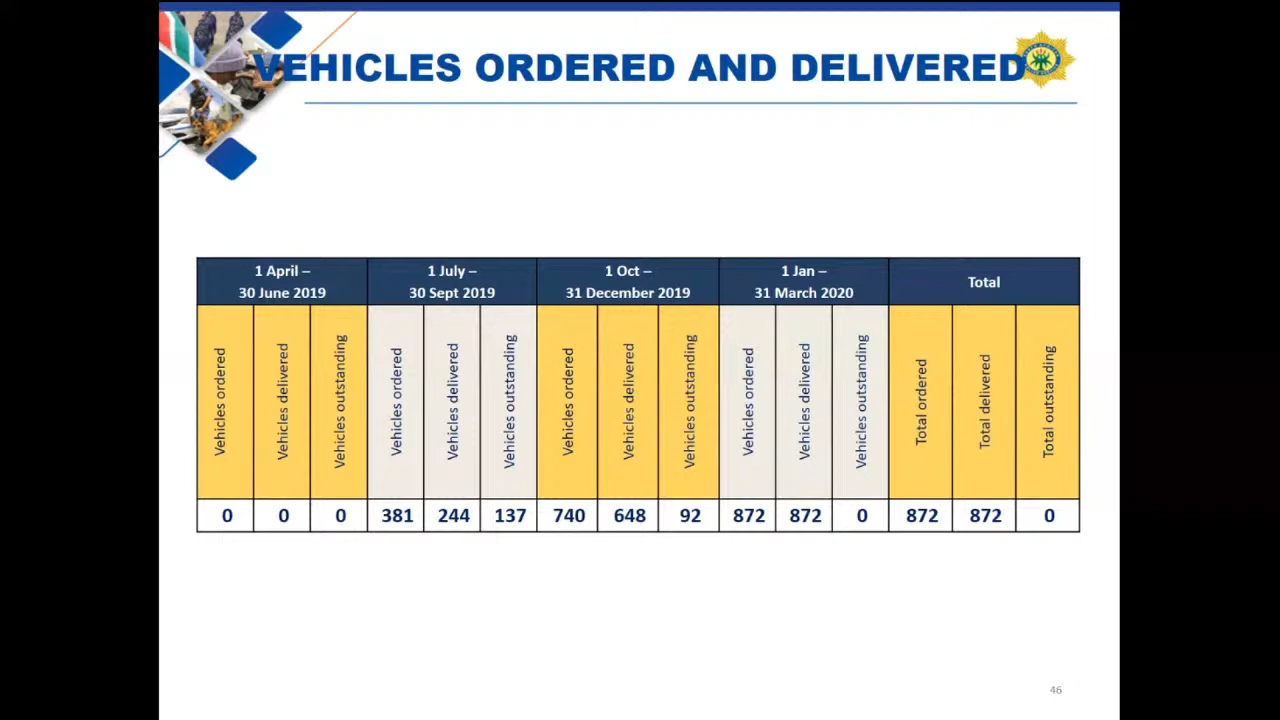 VEHICLES ORDERED AND DELIVERED
1 April –
30 June 2019
1 July –
30 Sept 2019
1 Oct –
31 December 2019
1 Jan –
31 March 2020
Total
Vehicles ordered
Vehicles delivered
Vehicles outstanding
Vehicles ordered
Vehicles delivered
Vehicles outstanding
Vehicles ordered
Vehicles delivered
Vehicles outstanding
Vehicles ordered
Vehicles delivered
Vehicles outstanding
Total ordered
Total delivered
Total outstanding
0 0 0 381 244 137 740 648 92 872 872 0 872 872 0
46